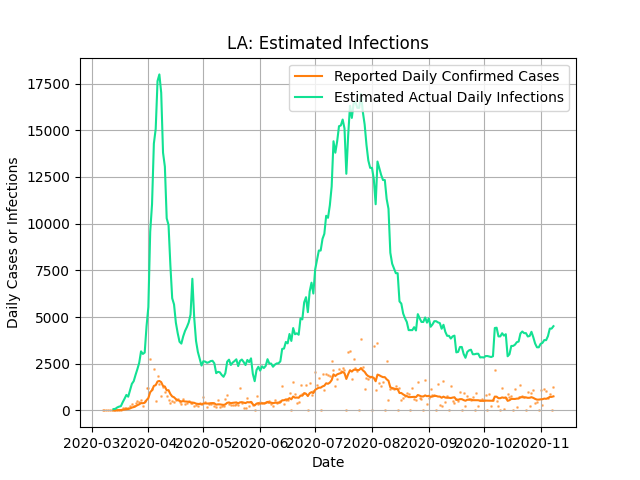 LA: Estimated Infections
Reported Daily Confirmed Cases
Estimated Actual Daily Infections
Daily Cases or Infections
17500
15000
12500
10000
7500
5000
2500
0
2020-03 2020-04 2020-05 2020-06 2020-07 2020-08 2020-09 2020-10 2020-11
Date